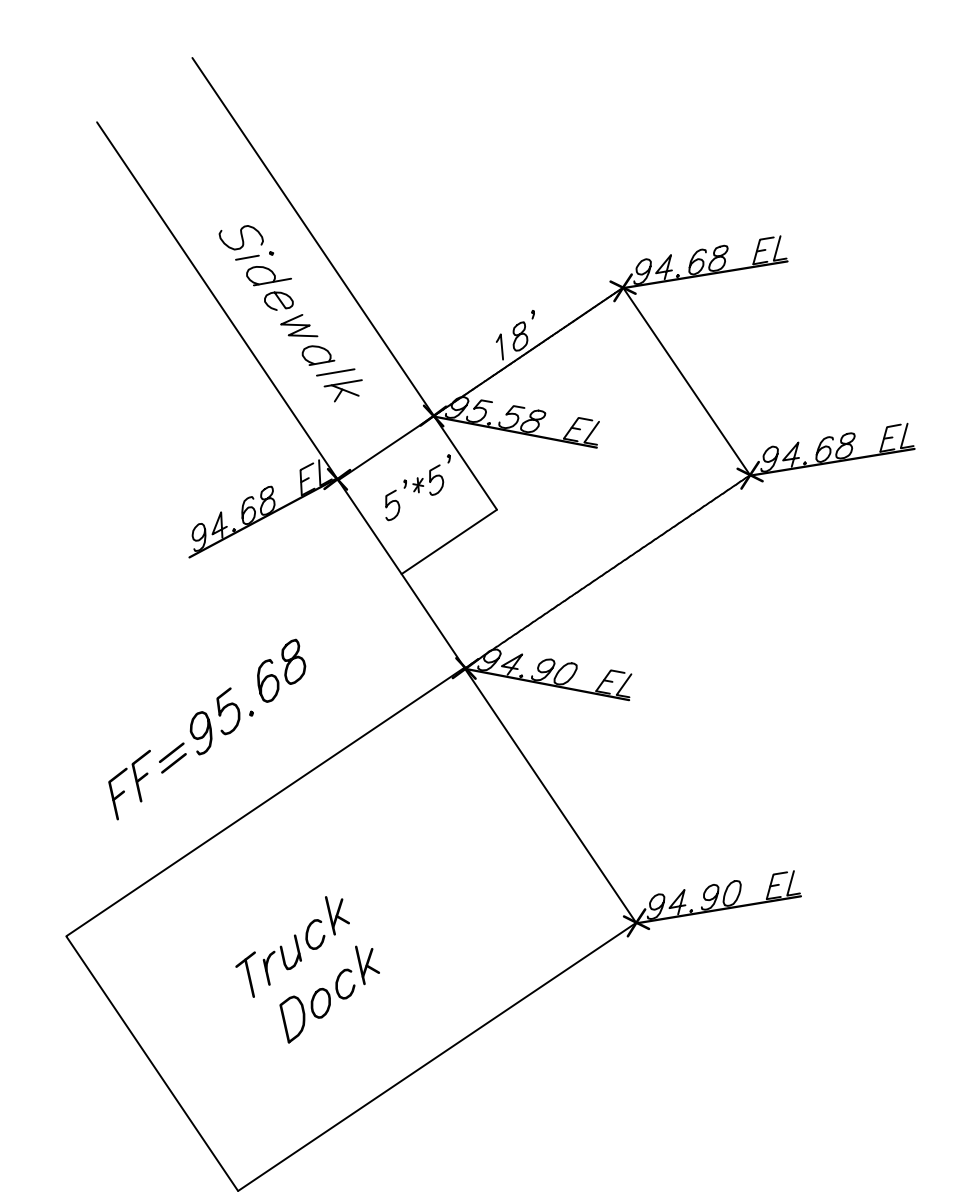 Sidewalk
94.68 EL
18'
95.58 EL
94.68 EL
5'*5'
94.68 EL
FF=95.68
94.90 EL
94.90 EL
Truck
Dock